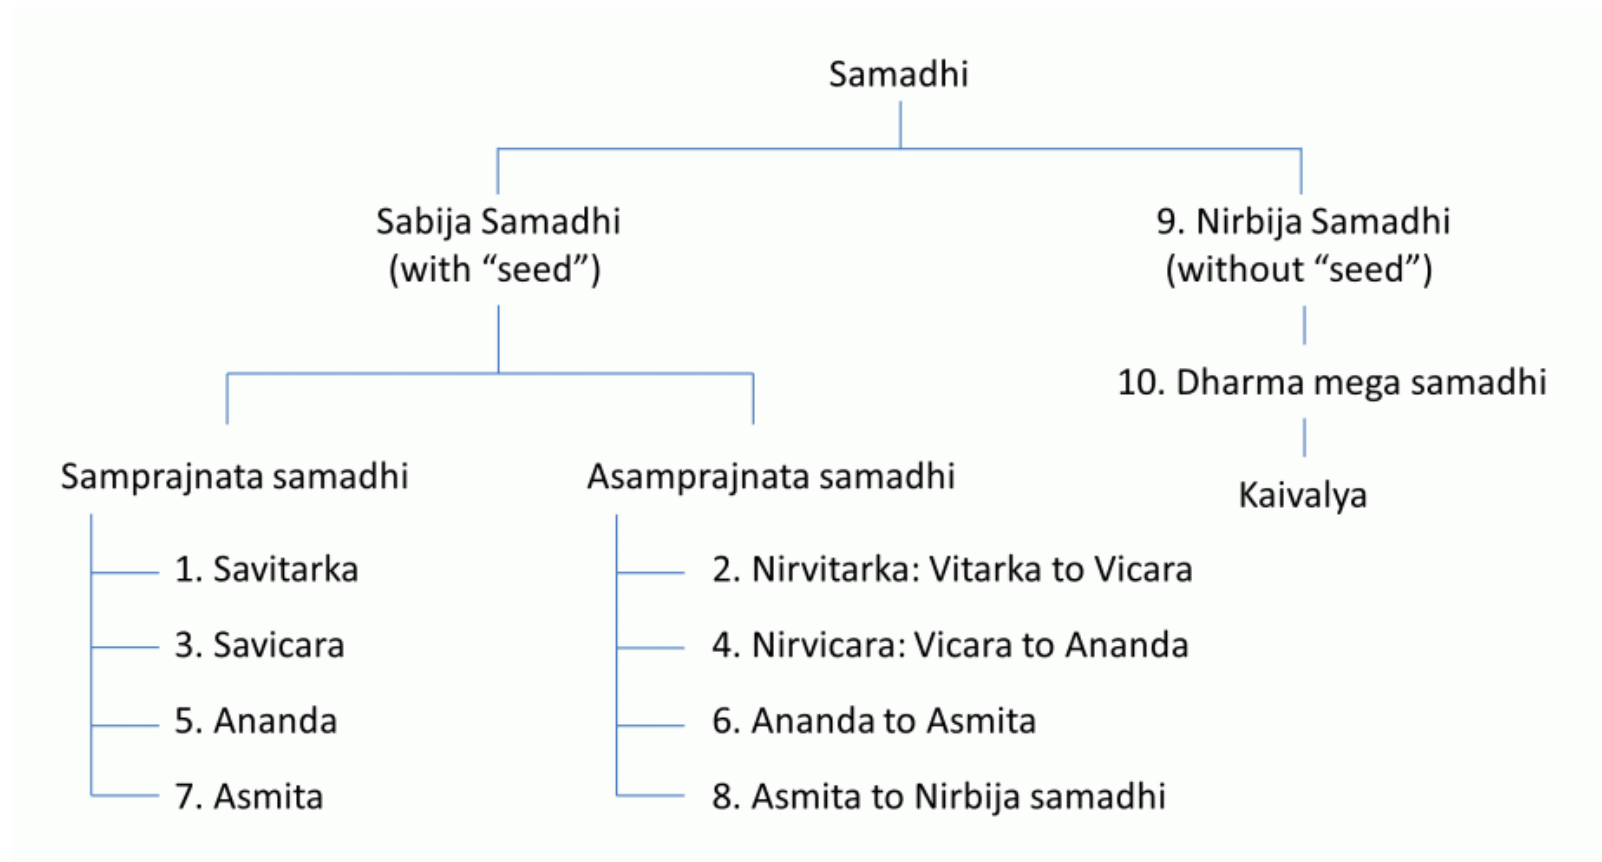 Samadhi
Sabija Samadhi
(with “seed”)
9. Nirbija Samadhi
(without “seed”)
10. Dharma mega samadhi
Kaivalya
Samprajnata samadhi
1. Savitarka
3. Savicara
5. Ananda
7. Asmita
Asamprajnata samadhi
2. Nirvitarka: Vitarka to Vicara
4. Nirvicara: Vicara to Ananda
6. Ananda to Asmita
8. Asmita to Nirbija samadhi